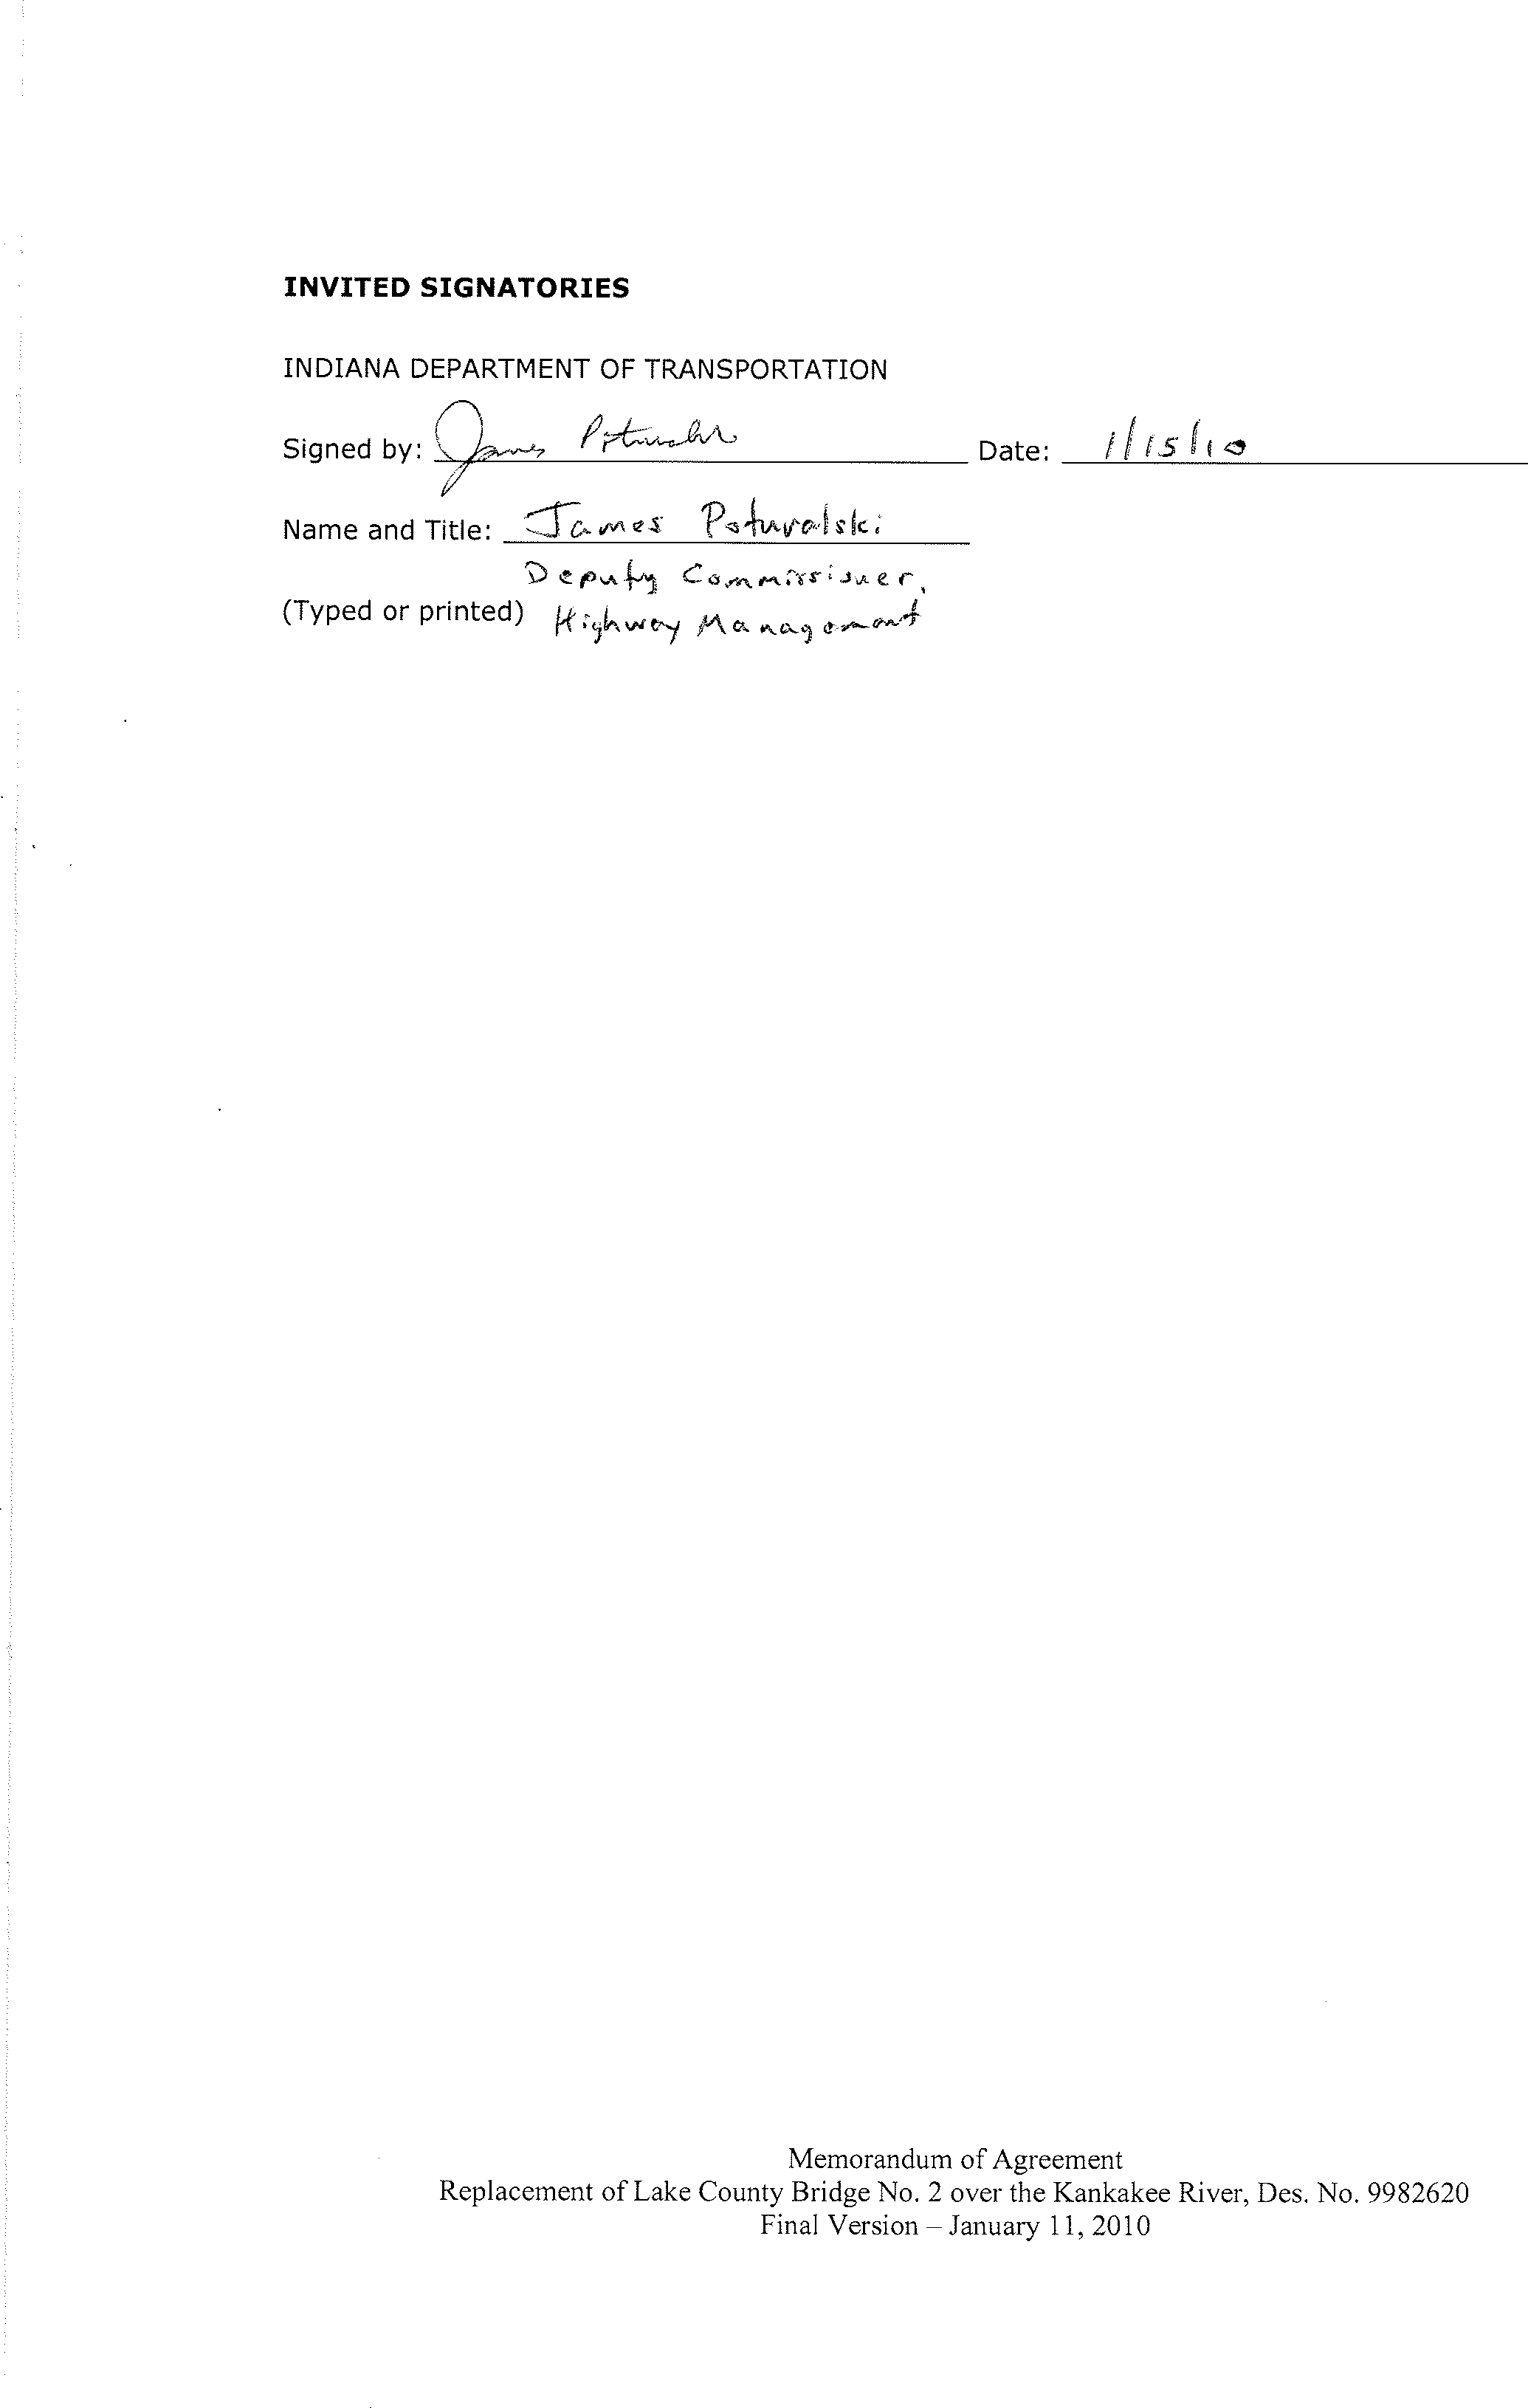 INVITED SIGNATORIES
INDIANA DEPARTMENT OF TRANSPORTATION
Signed by: James Date: 1/15/10
Name and Title: James Poturalski
Deputy Commissioner,
(Typed or printed) Highway Management
Memorandum of Agreement
Replacement of Lake County Bridge No. 2 over the Kankakee River, Des. No. 9982620
Final Version – January 11, 2010